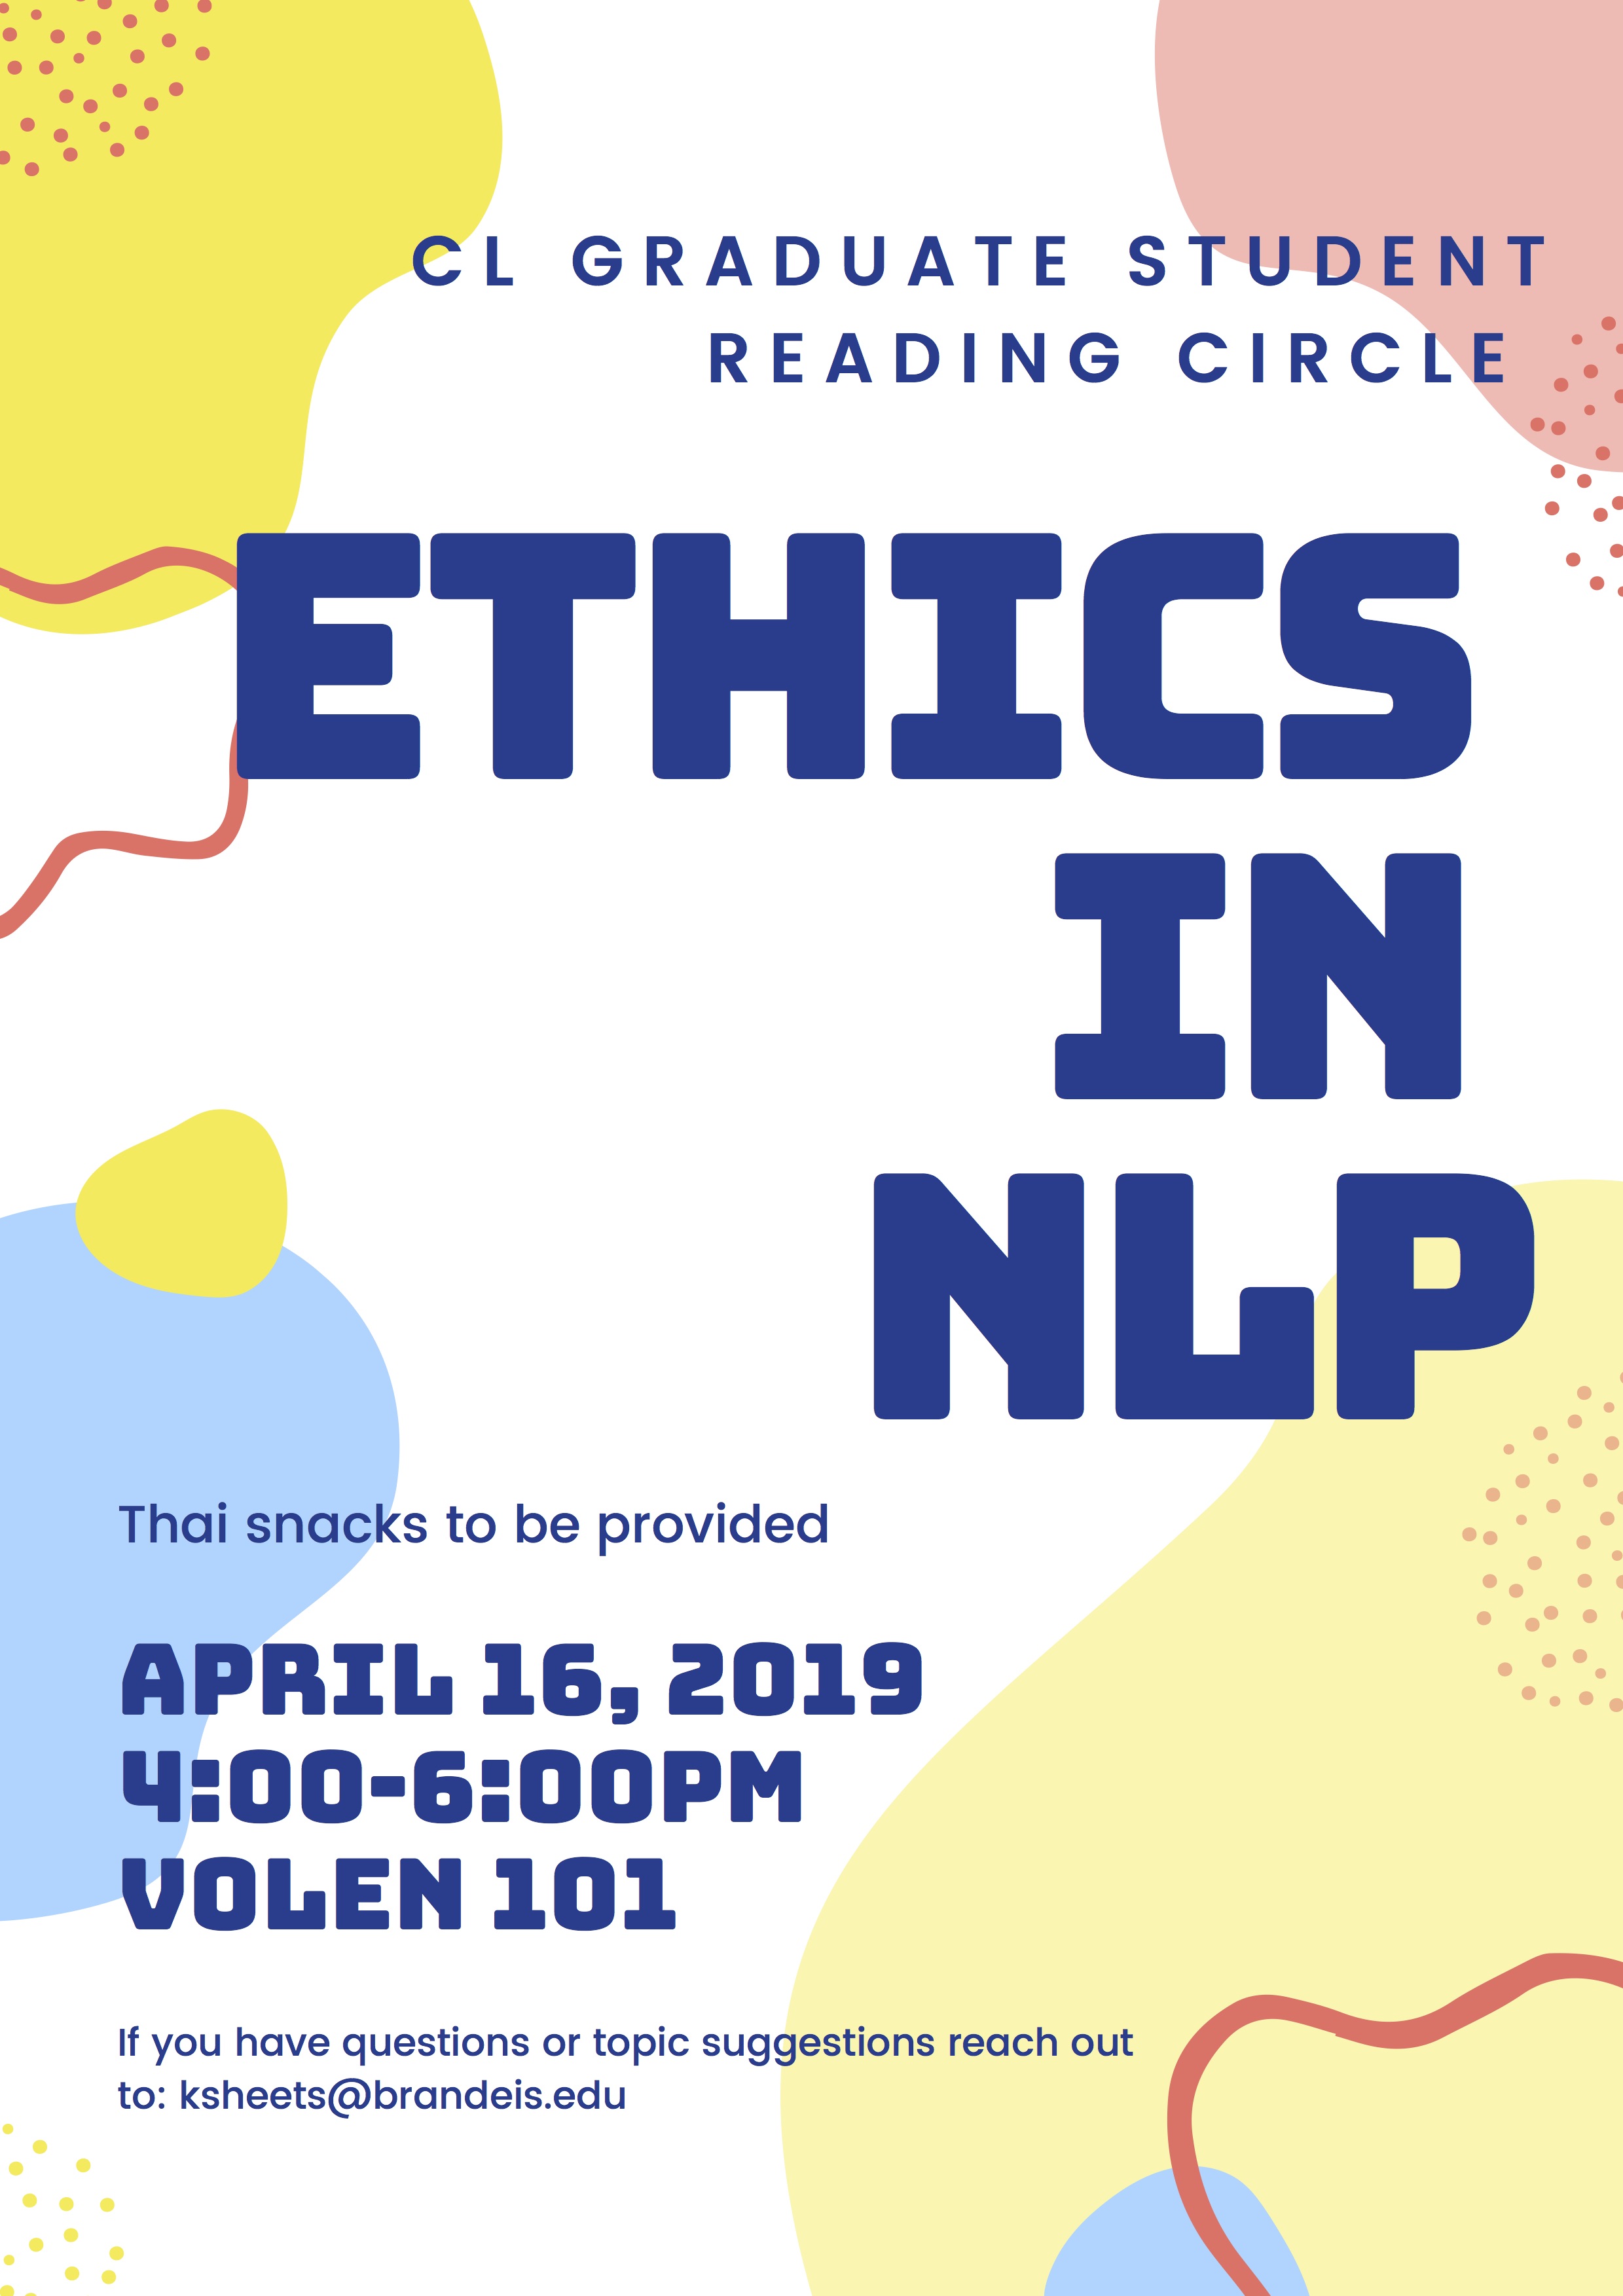 CL GRADUATE STUDENT
READING CIRCLE
ETHICS
IN
NLP
Thai snacks to be provided
APRIL 16, 2019
4:00-6:00PM
VOLEN 101
If you have questions or topic suggestions reach out
to: ksheets@brandeis.edu